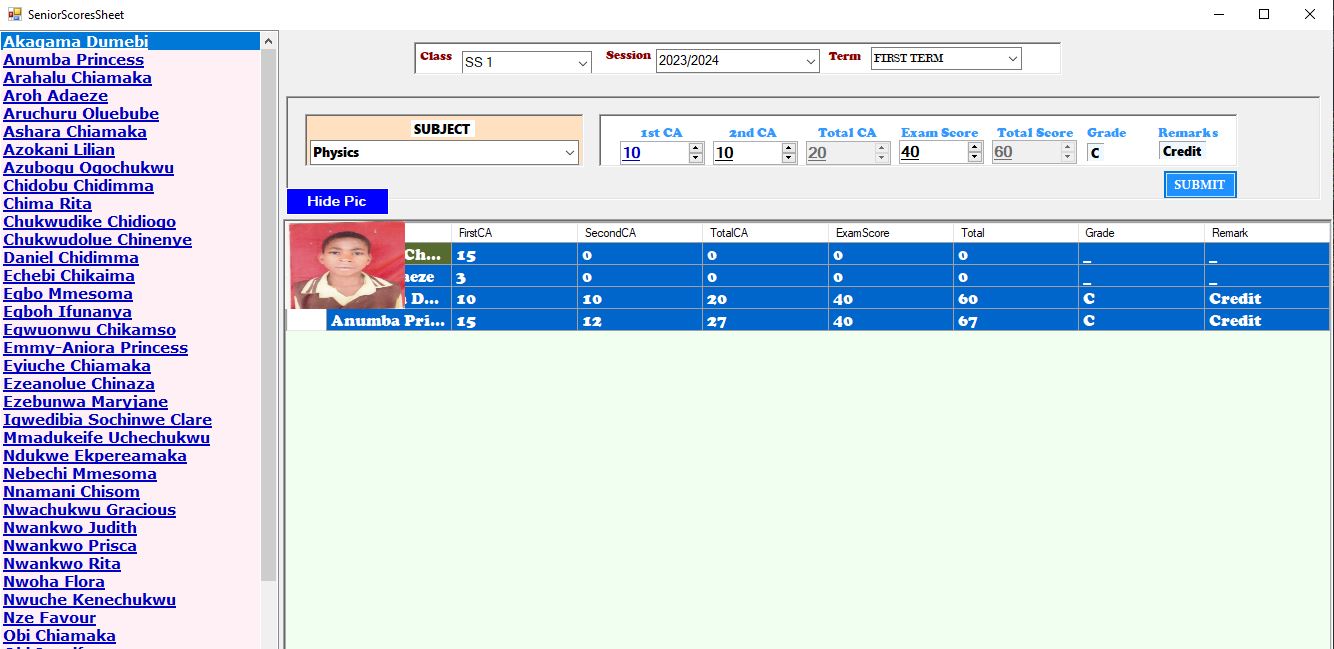 SeniorScoresSheet
Class SS 1 Session 2023/2024 Term FIRST TERM
SUBJECT
Physics
1st CA 2nd CA Total CA Exam Score Total Score Grade Remarks
10 10 20 40 60 C Credit
SUBMIT
Hide Pic
Akagama Dumebi
Anumba Princess
Arahalu Chiamaka
Aroh Adaeze
Aruchuru Oluebube
Ashara Chiamaka
Azokani Lilian
Azubogu Ogochukwu
Chidobu Chidimma
Chima Rita
Chukwudike Chidiogo
Chukwudolue Chinenye
Daniel Chidimma
Echebi Chikaima
Egbo Mmesoma
Egboh Ifunanya
Egwuonwu Chikamso
Emmy-Aniora Princess
Eyiuche Chiamaka
Ezeanolue Chinaza
Ezebunwa Maryjane
Igwedibia Sochinwe Clare
Mmadukeife Uchechukwu
Ndukwe Ekpereamaka
Nebechi Mmesoma
Nnamani Chisom
Nwachukwu Gracious
Nwankwo Judith
Nwankwo Prisca
Nwankwo Rita
Nwoha Flora
Nwuche Kenechukwu
Nze Favour
Obi Chiamaka
FirstCA SecondCA TotalCA ExamScore Total Grade Remark
Ch... 15 0 0 0 0 _ _
eze 3 0 0 0 0 _ _
D... 10 10 20 40 60 C Credit
Anumba Pri... 15 12 27 40 67 C Credit